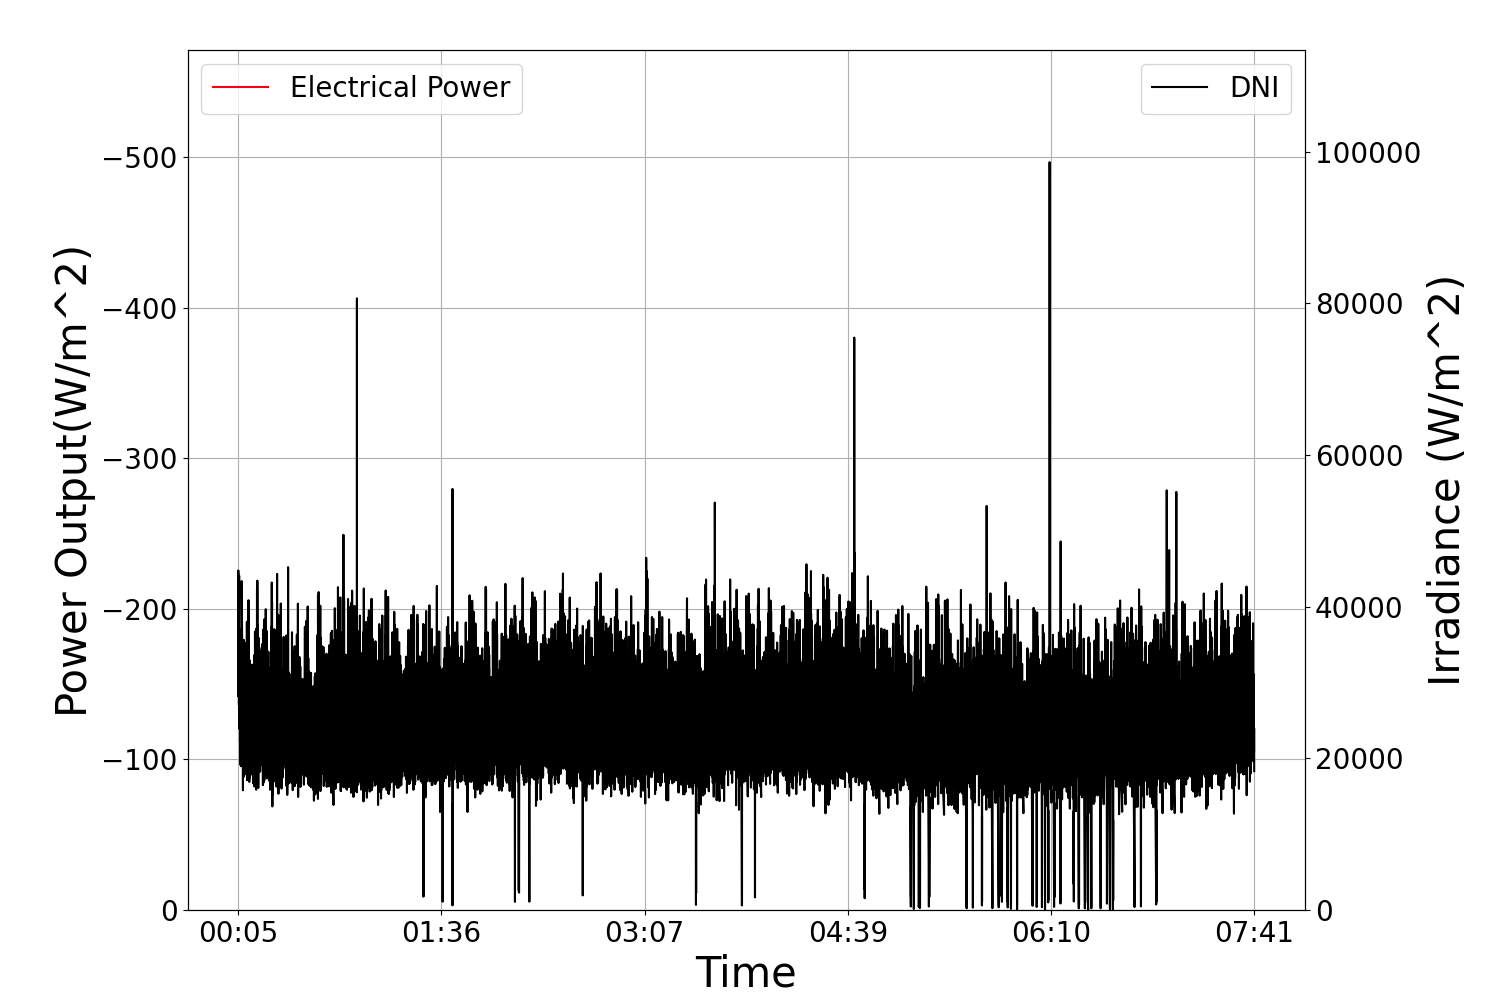 Electrical Power
DNI
Power Output(W/m^2)
−500
−400
−300
−200
−100
0
100000
80000
60000
40000
20000
0
Irradiance (W/m^2)
00:05 01:36 03:07 04:39 06:10 07:41
Time